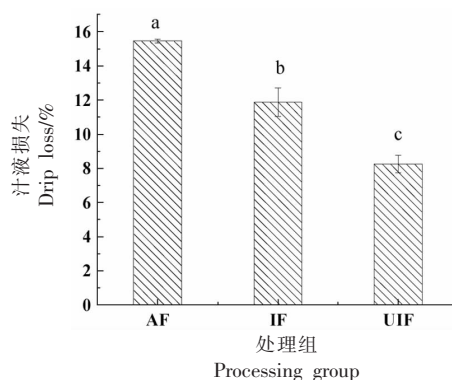 16
14
12
10
8
6
4
2
0
a
b
c
AF
IF
UIF
汁液损失
Drip loss/%
处理组
Processing group